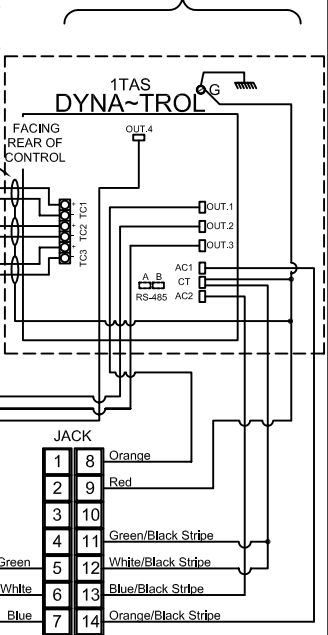 1TAS
DYNA~TROL
G
FACING
REAR OF
CONTROL
OUT.4
+
-
TC1
+
-
TC2
+
-
TC3
OUT.1
OUT.2
OUT.3
AC1
CT
AC2
A B
RS-485
JACK
1 8 Orange
2 9 Red
3 10
4 11 Green/Black Stripe
Green 5 12 White/Black Stripe
White 6 13 Blue/Black Stripe
Blue 7 14 Orange/Black Stripe